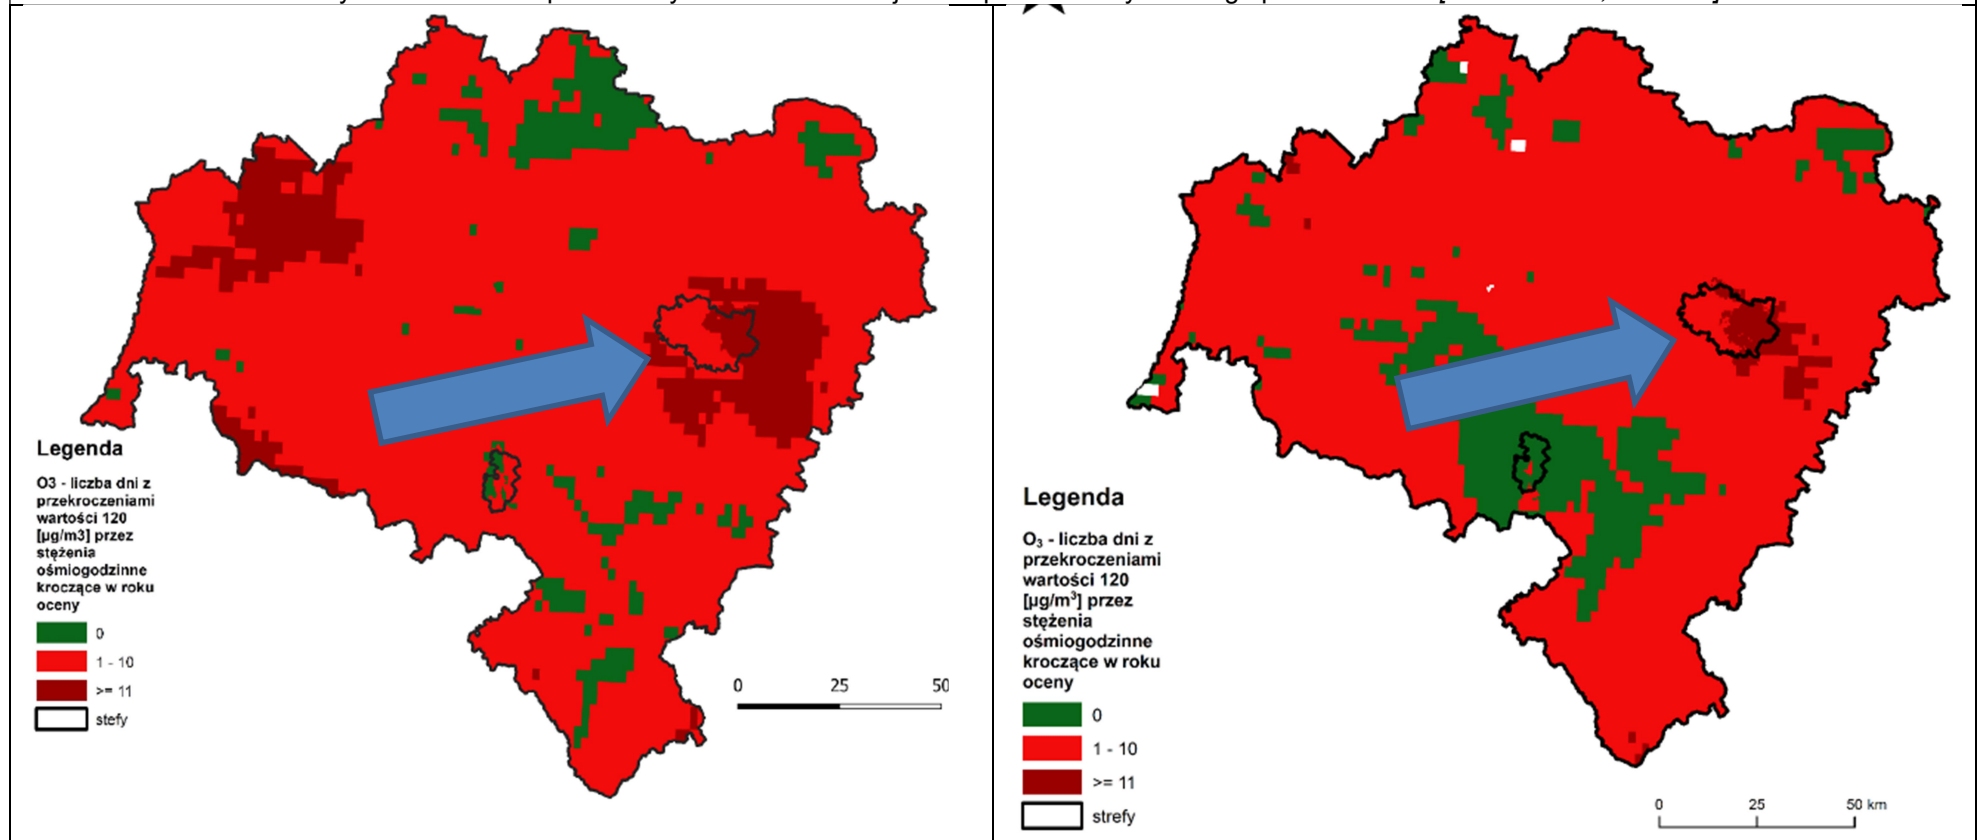 Legenda
O3 - liczba dni z
przekroczeniami
wartości 120
[µg/m3] przez
stężenia
ośmiogodzinne
kroczące w roku
oceny
0
1 - 10
>= 11
stefy
0 25 50
Legenda
O₃ - liczba dni z
przekroczeniami
wartości 120
[µg/m³] przez
stężenia
ośmiogodzinne
kroczące w roku
oceny
0
1 - 10
>= 11
strefy
0 25 50 km